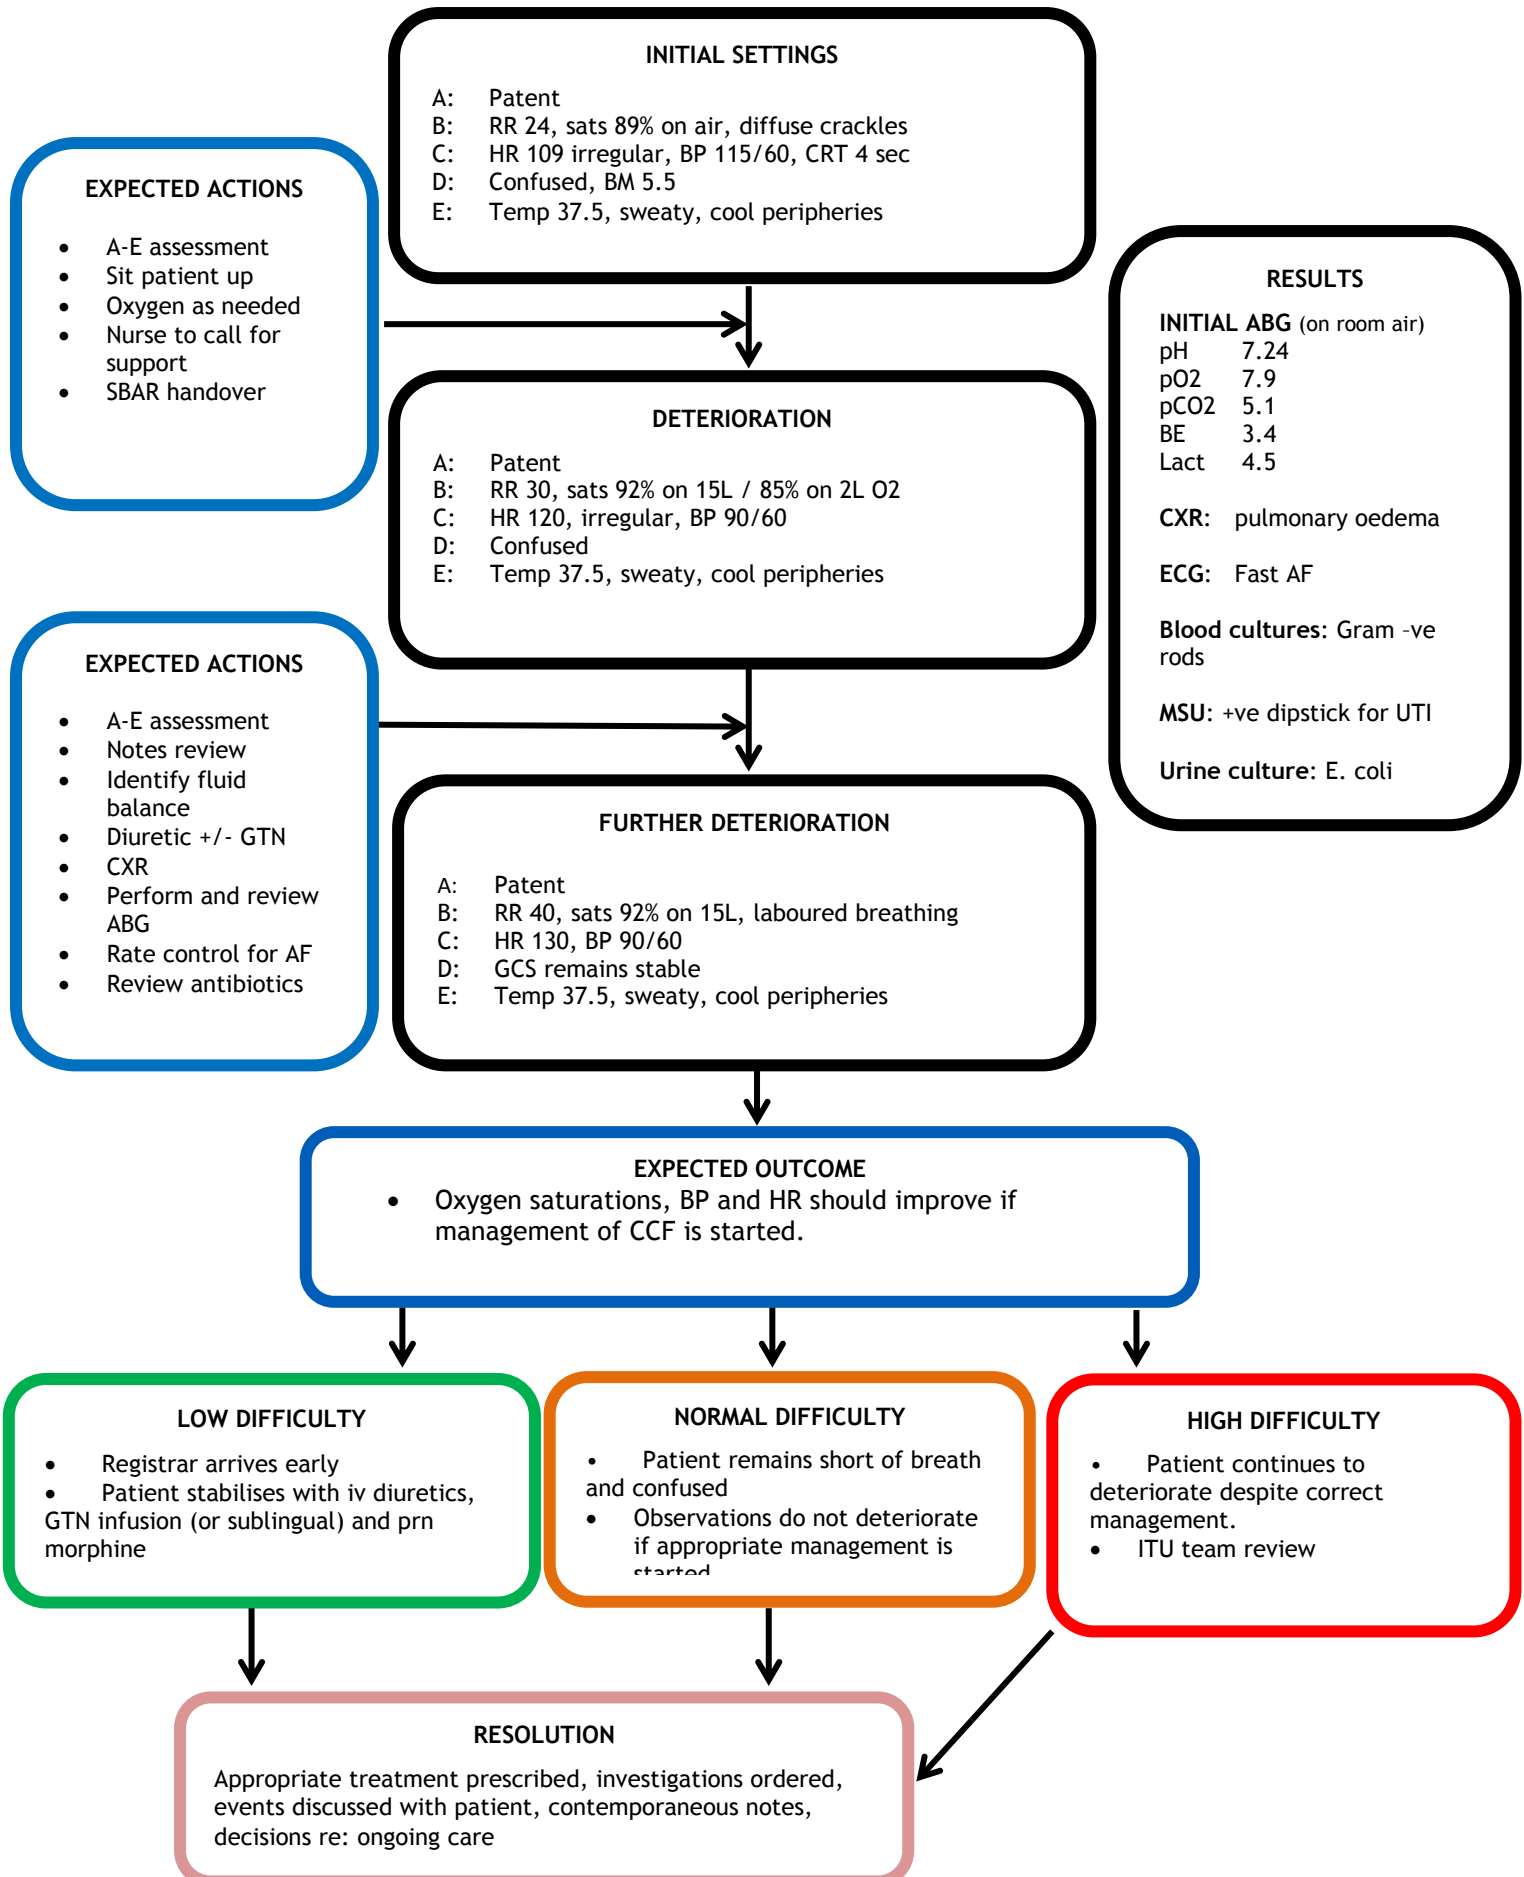 INITIAL SETTINGS
A: Patent
B: RR 24, sats 89% on air, diffuse crackles
C: HR 109 irregular, BP 115/60, CRT 4 sec
D: Confused, BM 5.5
E: Temp 37.5, sweaty, cool peripheries
EXPECTED ACTIONS
• A-E assessment
• Sit patient up
• Oxygen as needed
• Nurse to call for
support
• SBAR handover
RESULTS
INITIAL ABG (on room air)
pH 7.24
pO2 7.9
pCO2 5.1
BE 3.4
Lact 4.5
CXR: pulmonary oedema
ECG: Fast AF
Blood cultures: Gram –ve
rods
MSU: +ve dipstick for UTI
Urine culture: E. coli
DETERIORATION
A: Patent
B: RR 30, sats 92% on 15L / 85% on 2L O2
C: HR 120, irregular, BP 90/60
D: Confused
E: Temp 37.5, sweaty, cool peripheries
EXPECTED ACTIONS
• A-E assessment
• Notes review
• Identify fluid
balance
• Diuretic +/- GTN
• CXR
• Perform and review
ABG
• Rate control for AF
• Review antibiotics
FURTHER DETERIORATION
A: Patent
B: RR 40, sats 92% on 15L, laboured breathing
C: HR 130, BP 90/60
D: GCS remains stable
E: Temp 37.5, sweaty, cool peripheries
EXPECTED OUTCOME
• Oxygen saturations, BP and HR should improve if
management of CCF is started.
LOW DIFFICULTY
• Registrar arrives early
• Patient stabilises with iv diuretics,
GTN infusion (or sublingual) and prn
morphine
NORMAL DIFFICULTY
• Patient remains short of breath
and confused
• Observations do not deteriorate
if appropriate management is
started
HIGH DIFFICULTY
• Patient continues to
deteriorate despite correct
management.
• ITU team review
RESOLUTION
Appropriate treatment prescribed, investigations ordered,
events discussed with patient, contemporaneous notes,
decisions re: ongoing care